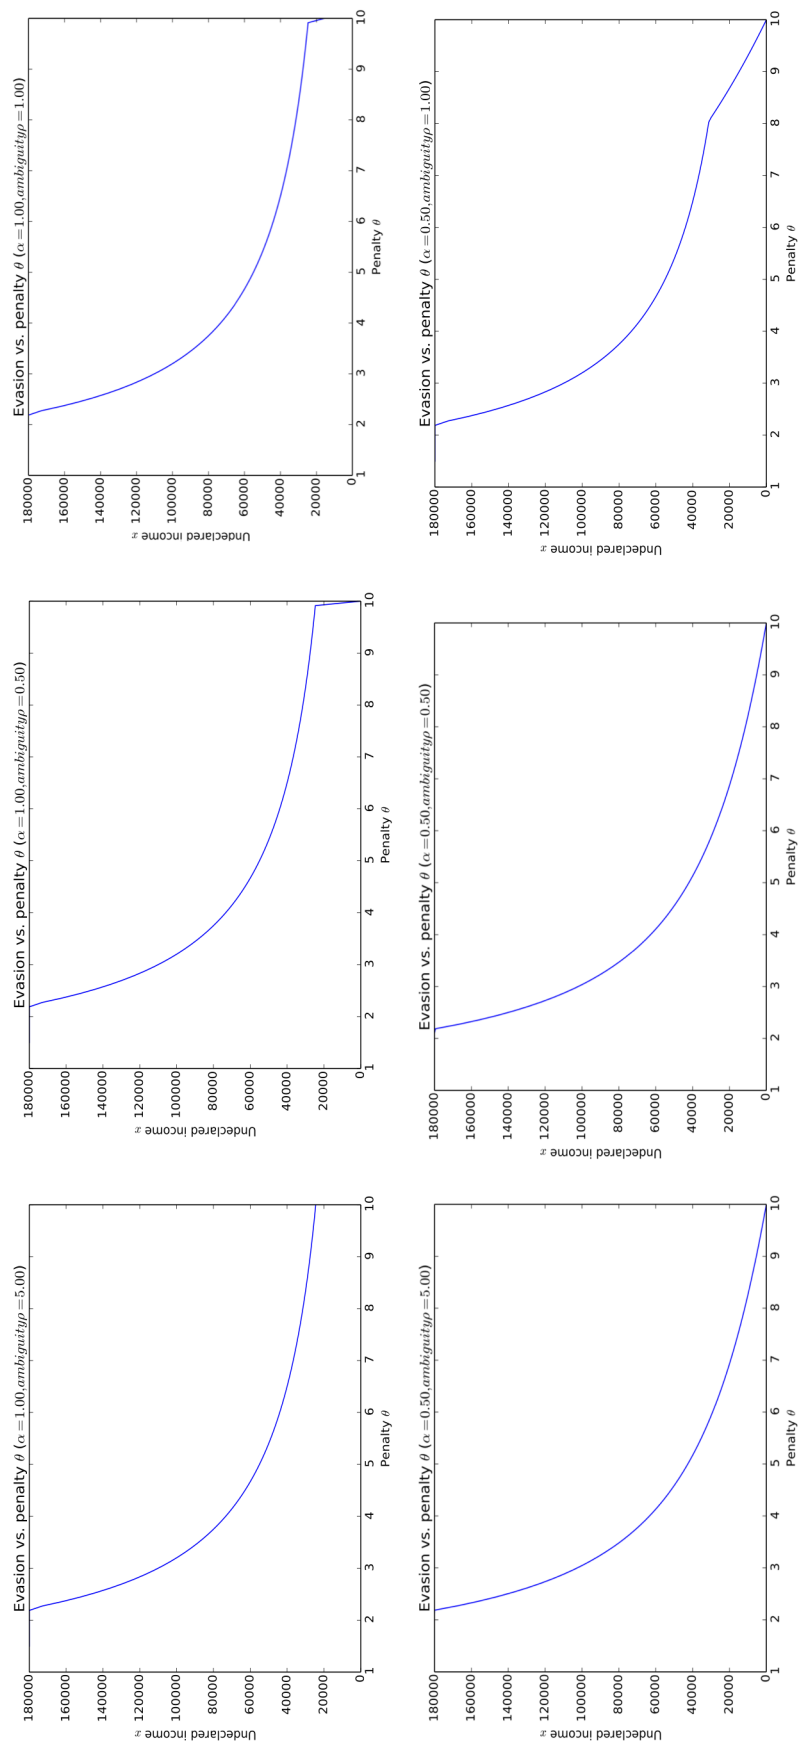 Evasion vs. penalty θ (α=1.00,ambiguityρ=5.00)
Undeclared income x
180000
160000
140000
120000
100000
80000
60000
40000
20000
0
1 2 3 4 5 6 7 8 9 10
Penalty θ
Evasion vs. penalty θ (α=1.00,ambiguityρ=0.50)
Undeclared income x
180000
160000
140000
120000
100000
80000
60000
40000
20000
0
1 2 3 4 5 6 7 8 9 10
Penalty θ
Evasion vs. penalty θ (α=1.00,ambiguityρ=1.00)
Undeclared income x
180000
160000
140000
120000
100000
80000
60000
40000
20000
1 2 3 4 5 6 7 8 9 10
Penalty θ
Evasion vs. penalty θ (α=0.50,ambiguityρ=5.00)
Undeclared income x
180000
160000
140000
120000
100000
80000
60000
40000
20000
0
1 2 3 4 5 6 7 8 9 10
Penalty θ
Evasion vs. penalty θ (α=0.50,ambiguityρ=0.50)
Undeclared income x
180000
160000
140000
120000
100000
80000
60000
40000
20000
0
1 2 3 4 5 6 7 8 9 10
Penalty θ
Evasion vs. penalty θ (α=0.50,ambiguityρ=1.00)
Undeclared income x
180000
160000
140000
120000
100000
80000
60000
40000
20000
0
1 2 3 4 5 6 7 8 9 10
Penalty θ